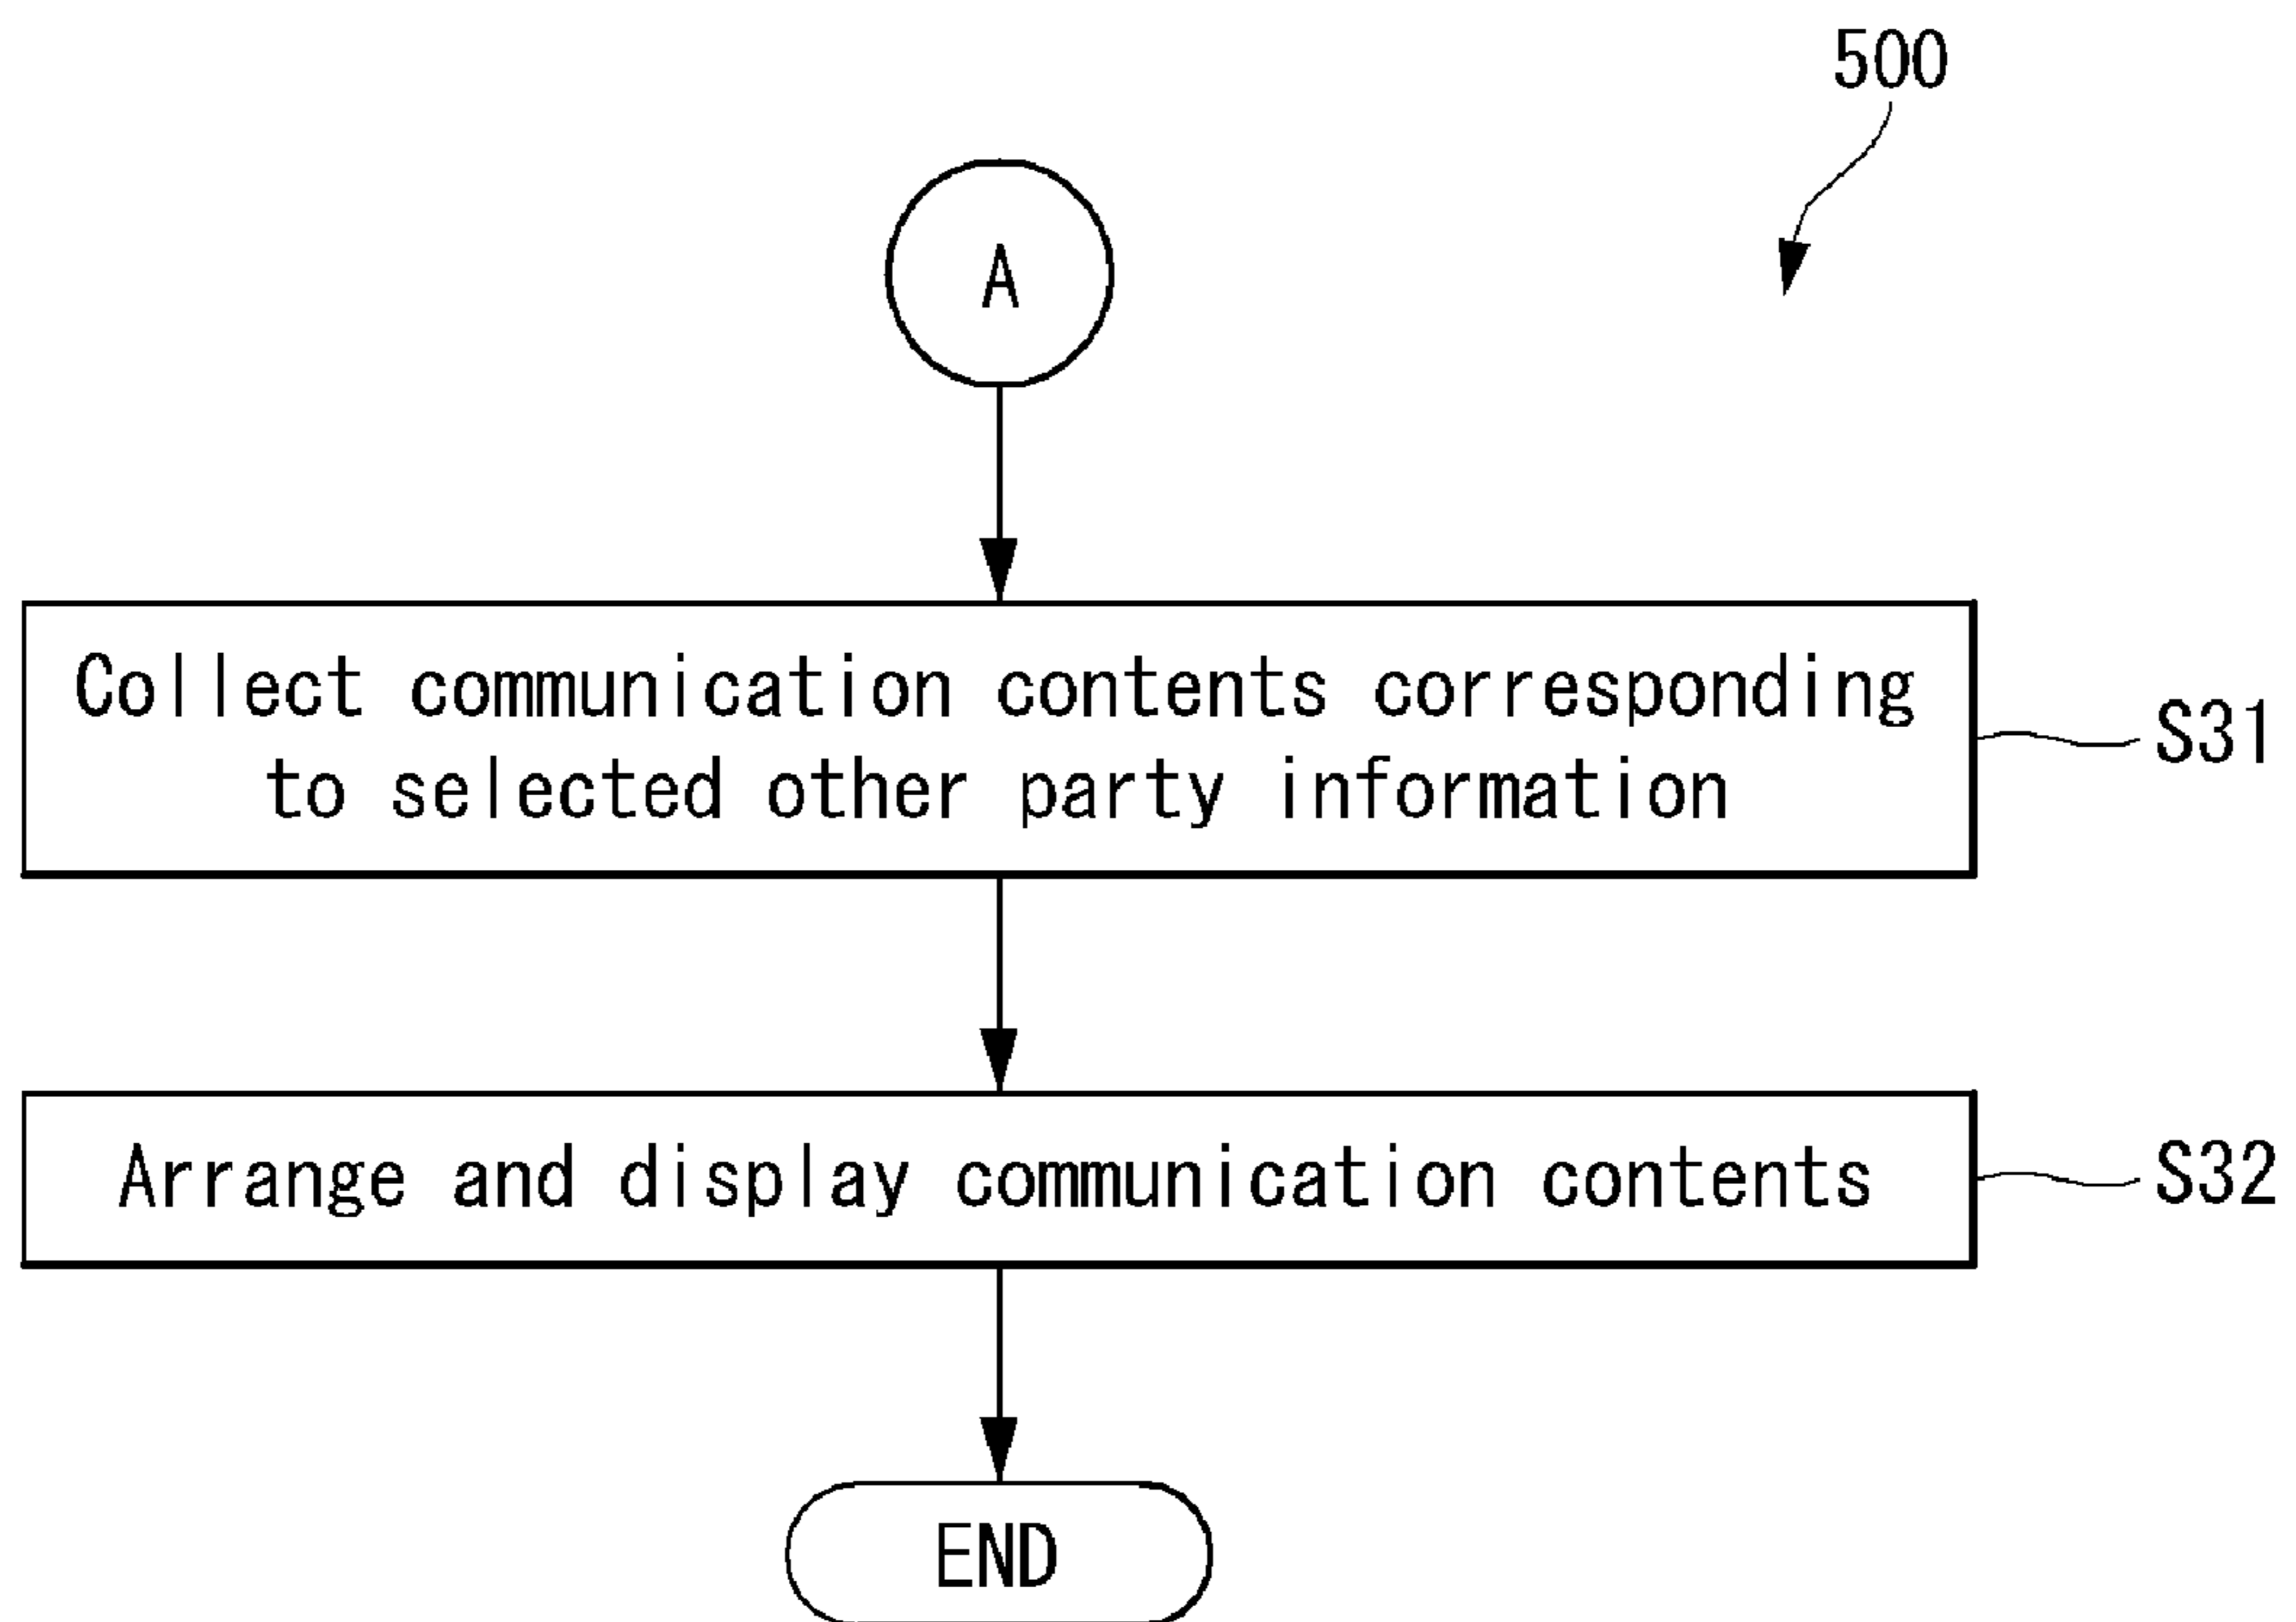 500
A
Collect communication contents corresponding
to selected other party information
S31
Arrange and display communication contents
S32
END